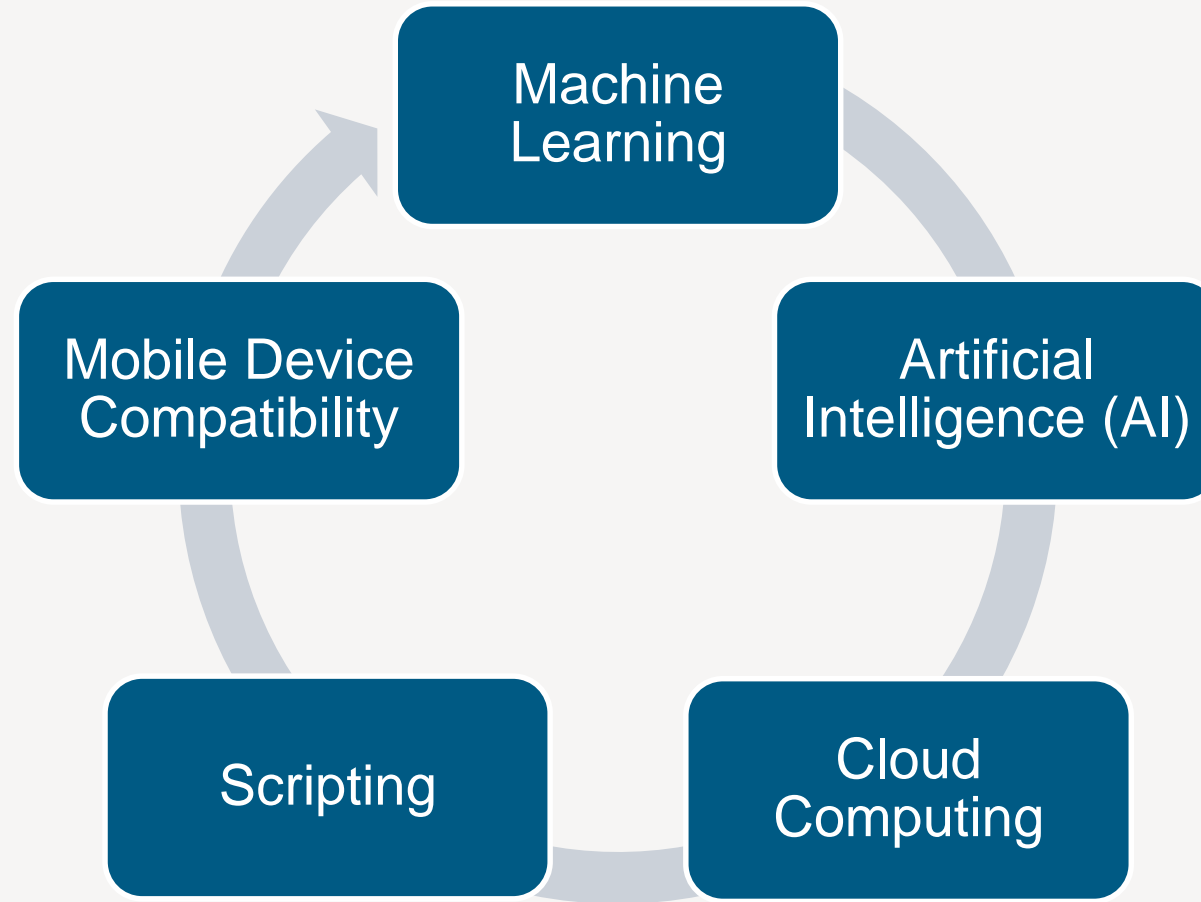 Machine
Learning
Artificial
Intelligence (AI)
Cloud
Computing
Scripting
Mobile Device
Compatibility